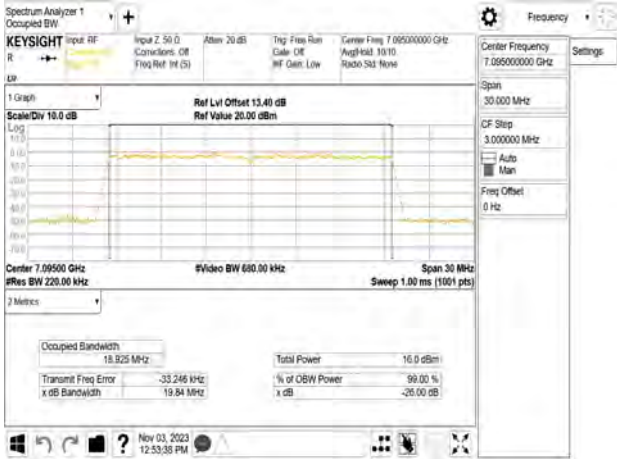 Spectrum Analyzer 1
Occupied BW
Frequency
KEYSIGHT
R
Input: RF
Input Z: 50 Ω
Corrections: Off
Freq Ref: Int (S)
Atten: 20 dB
Trig: Free Run
Gate: Off
#IF Gain: Low
Center Freq: 7.095000000 GHz
Avg|Hold: 10/10
Radio Std: None
Center Frequency
7.095000000 GHz
Settings
Span
30.000 MHz
CF Step
3.000000 MHz
Auto
Man
Freq Offset
0 Hz
1 Graph
Scale/Div 10.0 dB
Ref Lvl Offset 13.40 dB
Ref Value 20.00 dBm
Log
Center 7.09500 GHz
#Res BW 220.00 kHz
#Video BW 680.00 kHz
Span 30 MHz
Sweep 1.00 ms (1001 pts)
2 Metrics
Occupied Bandwidth
18.925 MHz
Total Power 16.0 dBm
Transmit Freq Error -33.246 kHz
% of OBW Power 99.00 %
x dB Bandwidth 19.84 MHz
x dB -26.00 dB
?
Nov 03, 2023
12:53:38 PM